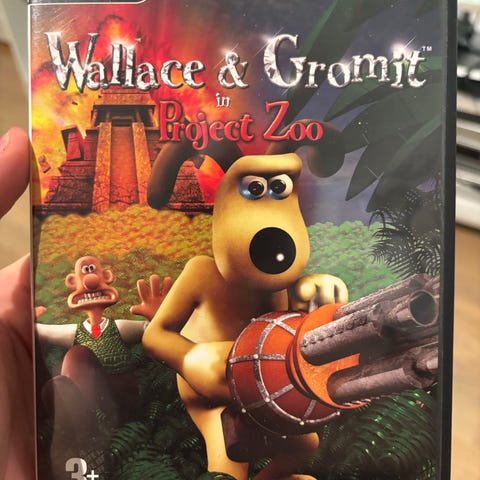 Wallace & Gromit™
in
Project Zoo
3+